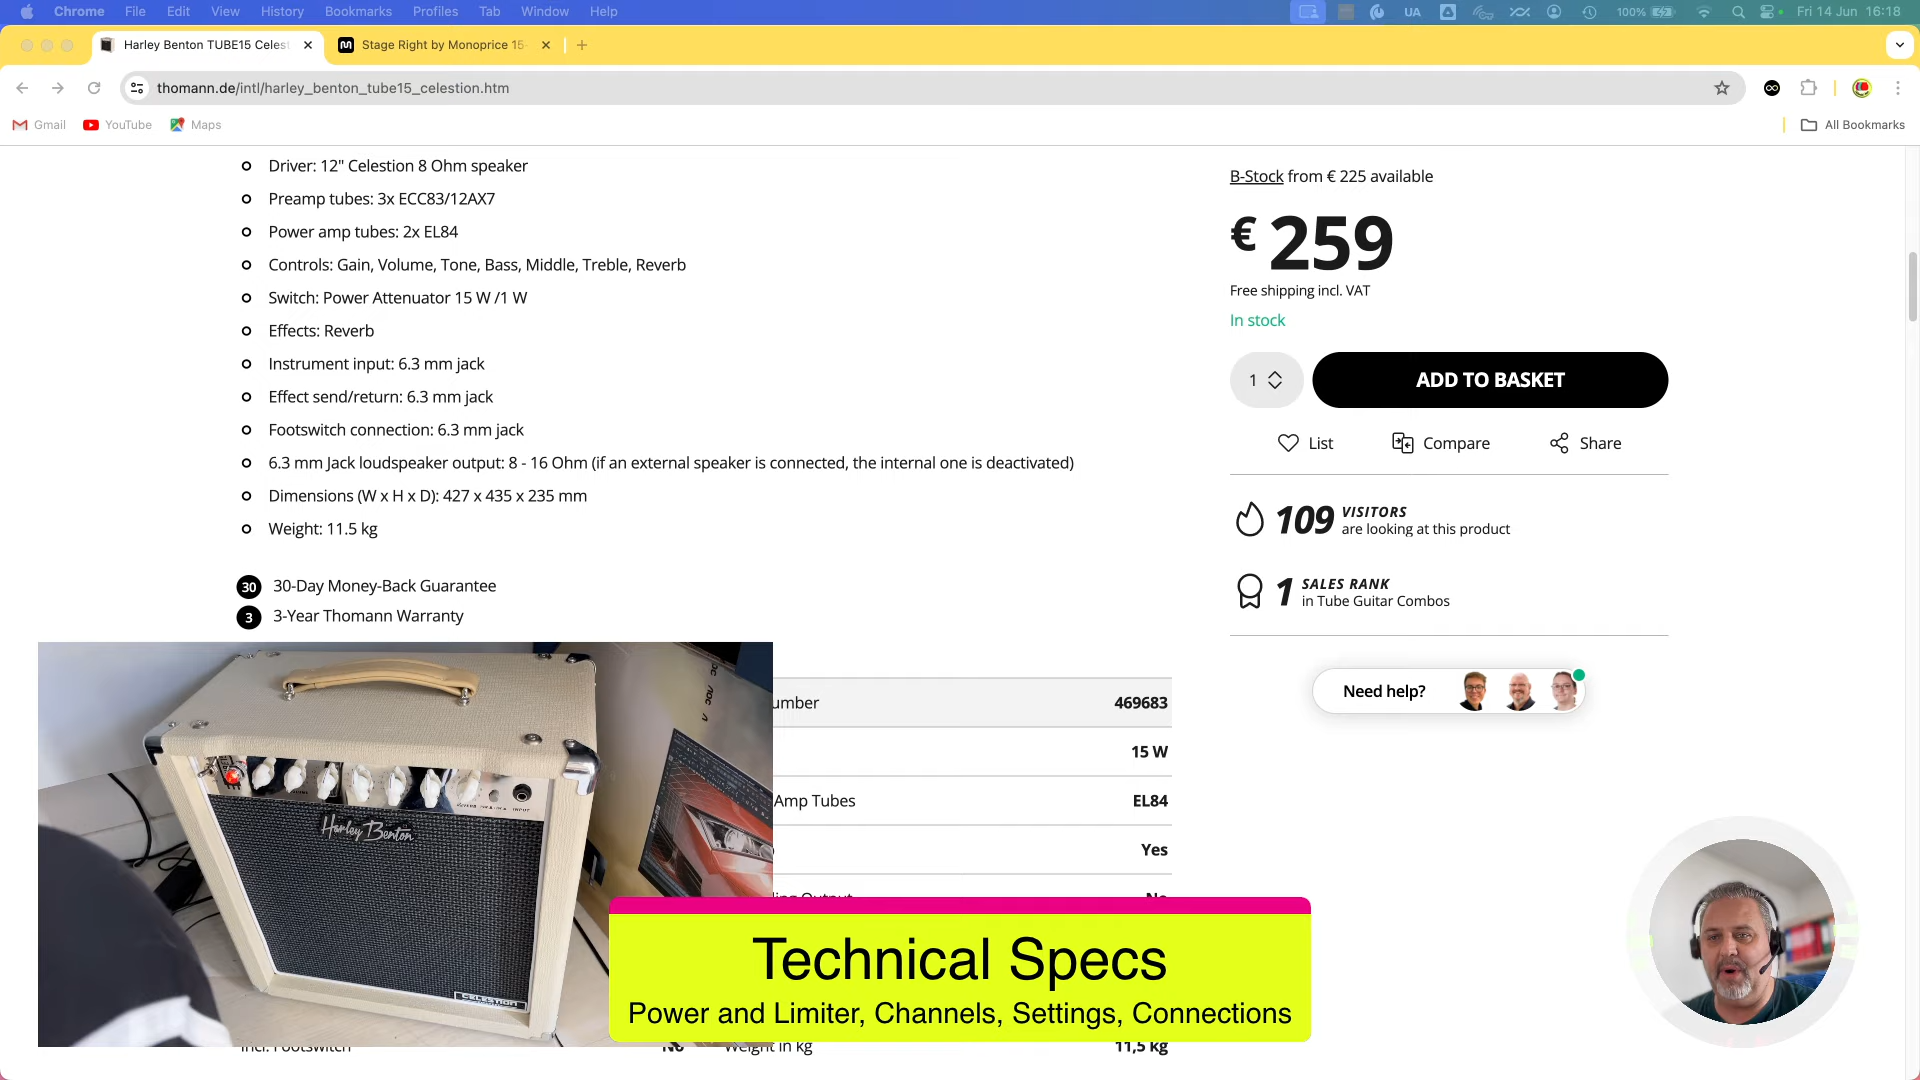 Chrome File Edit View History Bookmarks Profiles Tab Window Help UA 100% Fri 14 Jun 16:18
Harley Benton TUBE15 Celest Stage Right by Monoprice 15-
thomann.de/intl/harley_benton_tube15_celestion.htm
Gmail YouTube Maps All Bookmarks
Driver: 12" Celestion 8 Ohm speaker
Preamp tubes: 3x ECC83/12AX7
Power amp tubes: 2x EL84
Controls: Gain, Volume, Tone, Bass, Middle, Treble, Reverb
Switch: Power Attenuator 15 W /1 W
Effects: Reverb
Instrument input: 6.3 mm jack
Effect send/return: 6.3 mm jack
Footswitch connection: 6.3 mm jack
6.3 mm Jack loudspeaker output: 8 - 16 Ohm (if an external speaker is connected, the internal one is deactivated)
Dimensions (W x H x D): 427 x 435 x 235 mm
Weight: 11.5 kg
30 30-Day Money-Back Guarantee
3 3-Year Thomann Warranty
B-Stock from € 225 available
€ 259
Free shipping incl. VAT
In stock
1 ADD TO BASKET
List Compare Share
109 VISITORS
are looking at this product
1 SALES RANK
in Tube Guitar Combos
Need help?
umber 469683
15 W
Amp Tubes EL84
Yes
Output No
Incl. Footswitch No Weight in kg 11,5 kg
Harley Benton
INPUT
CELESTION
Technical Specs
Power and Limiter, Channels, Settings, Connections